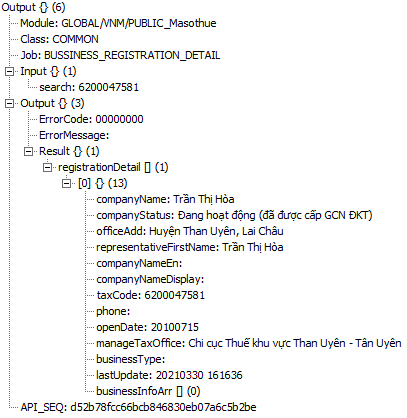 Output {} (6)
Module: GLOBAL/VNM/PUBLIC_Masothue
Class: COMMON
Job: BUSSINESS_REGISTRATION_DETAIL
Input {} (1)
search: 6200047581
Output {} (3)
ErrorCode: 00000000
ErrorMessage:
Result {} (1)
registrationDetail [] (1)
[0] {} (13)
companyName: Trần Thị Hòa
companyStatus: Đang hoạt động (đã được cấp GCN ĐKT)
officeAdd: Huyện Than Uyên, Lai Châu
representativeFirstName: Trần Thị Hòa
companyNameEn:
companyNameDisplay:
taxCode: 6200047581
phone:
openDate: 20100715
manageTaxOffice: Chi cục Thuế khu vực Than Uyên - Tân Uyên
businessType:
lastUpdate: 20210330 161636
businessInfoArr [] (0)
API_SEQ: d52b78fcc66bcb846830eb07a6c5b2be